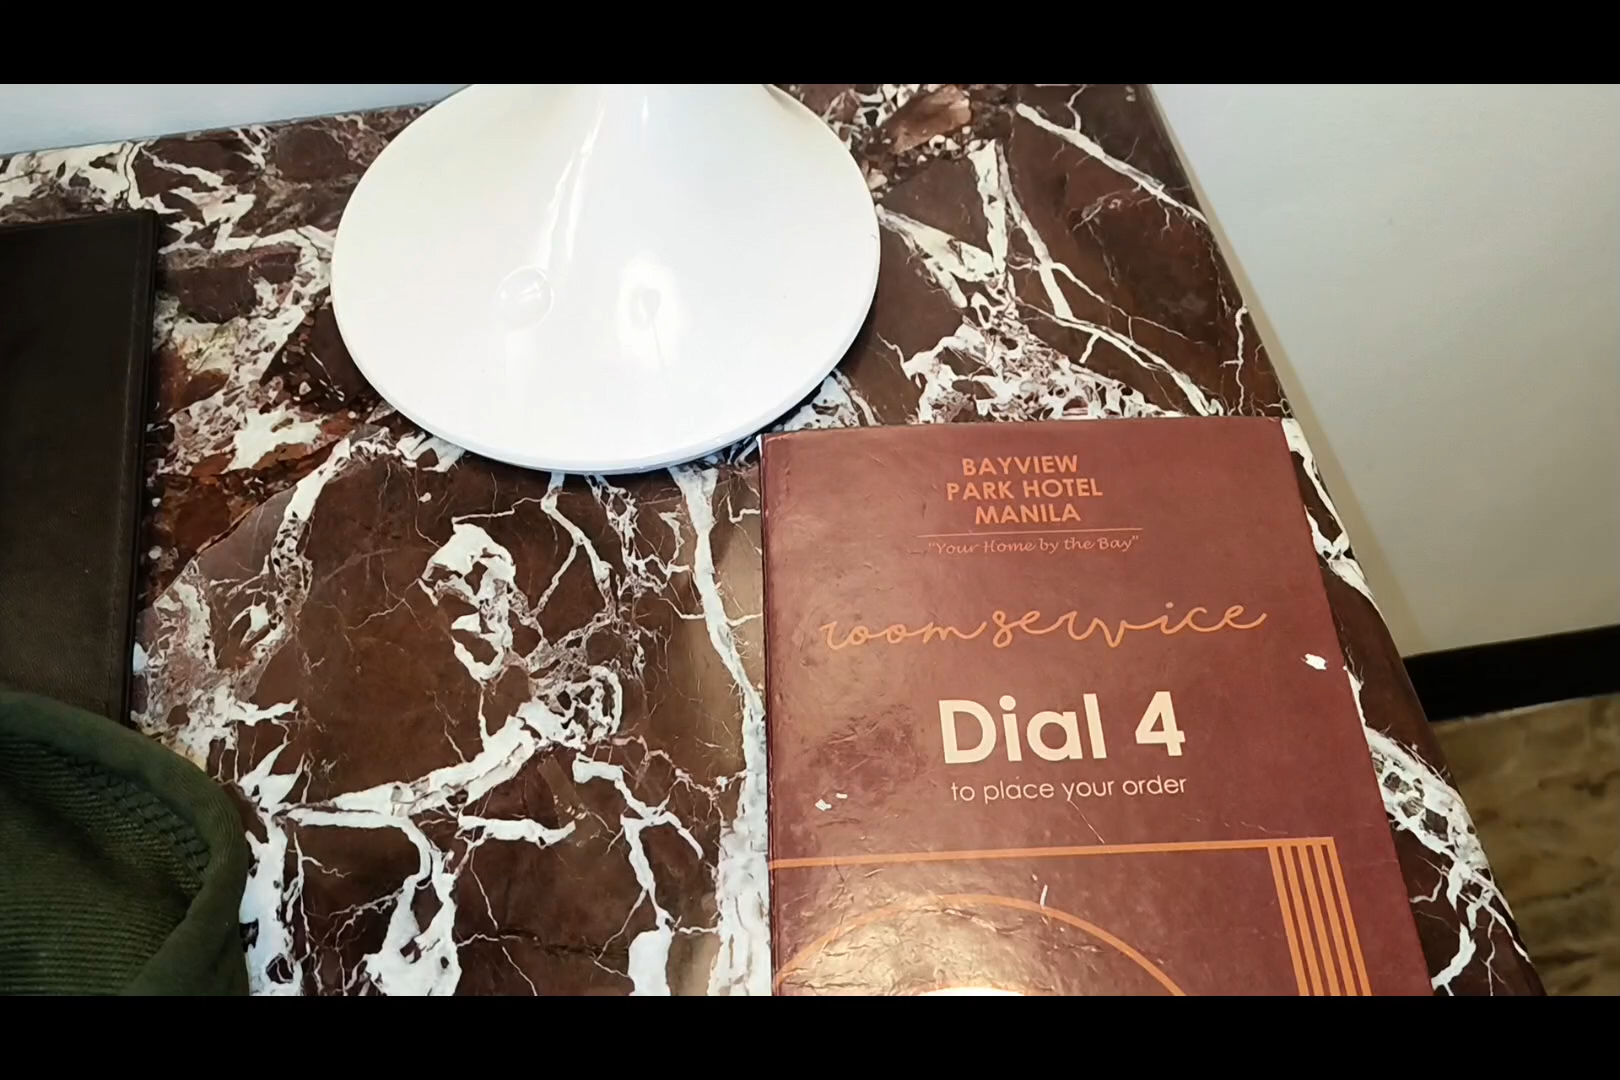 BAYVIEW
PARK HOTEL
MANILA
"Your Home by the Bay"
room service
Dial 4
to place your order